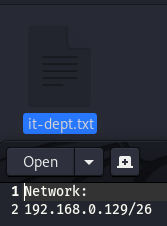 it-dept.txt
Open
1 Network:
2 192.168.0.129/26